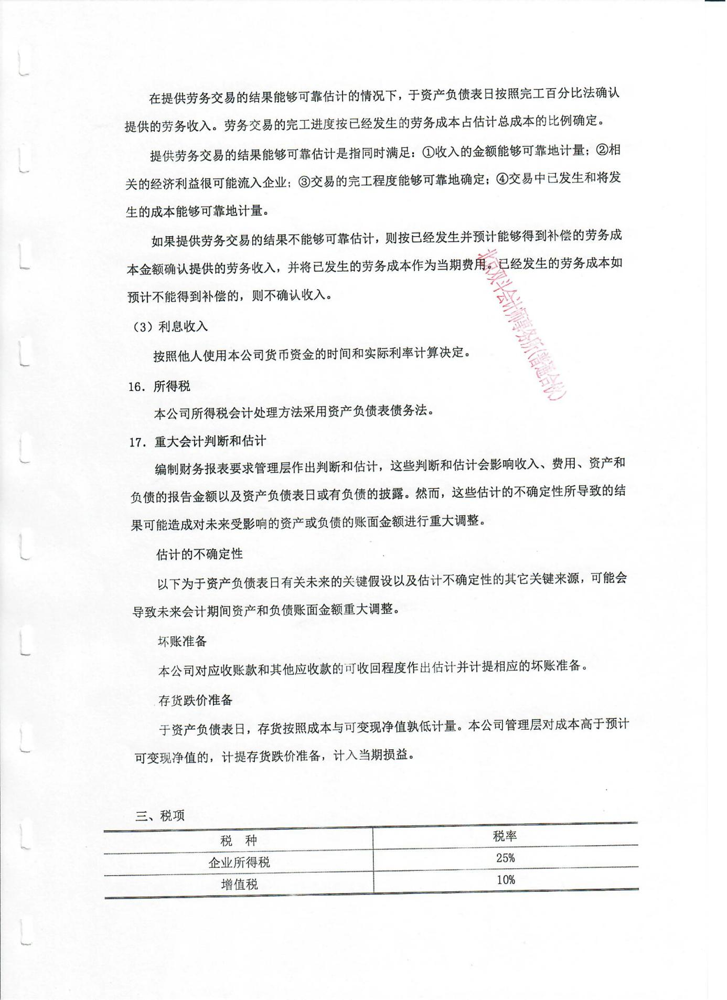 在提供劳务交易的结果能够可靠估计的情况下，于资产负债表日按照完工百分比法确认
提供的劳务收入。劳务交易的完工进度按已经发生的劳务成本占估计总成本的比例确定。
提供劳务交易的结果能够可靠估计是指同时满足：①收入的金额能够可靠地计量；②相
关的经济利益很可能流入企业；③交易的完工程度能够可靠地确定；④交易中已发生和将发
生的成本能够可靠地计量。
如果提供劳务交易的结果不能够可靠估计，则按已经发生并预计能够得到补偿的劳务成
本金额确认提供的劳务收入，并将已发生的劳务成本作为当期费用。已经发生的劳务成本如
预计不能得到补偿的，则不确认收入。
北京双斗会计师事务所(普通合伙)
（3）利息收入
按照他人使用本公司货币资金的时间和实际利率计算决定。
16．所得税
本公司所得税会计处理方法采用资产负债表债务法。
17．重大会计判断和估计
编制财务报表要求管理层作出判断和估计，这些判断和估计会影响收入、费用、资产和
负债的报告金额以及资产负债表日或有负债的披露。然而，这些估计的不确定性所导致的结
果可能造成对未来受影响的资产或负债的账面金额进行重大调整。
估计的不确定性
以下为于资产负债表日有关未来的关键假设以及估计不确定性的其它关键来源，可能会
导致未来会计期间资产和负债账面金额重大调整。
坏账准备
本公司对应收账款和其他应收款的可收回程度作出估计并计提相应的坏账准备。
存货跌价准备
于资产负债表日，存货按照成本与可变现净值孰低计量。本公司管理层对成本高于预计
可变现净值的，计提存货跌价准备，计入当期损益。
三、税项
税　种　税率
企业所得税　25%
增值税　10%